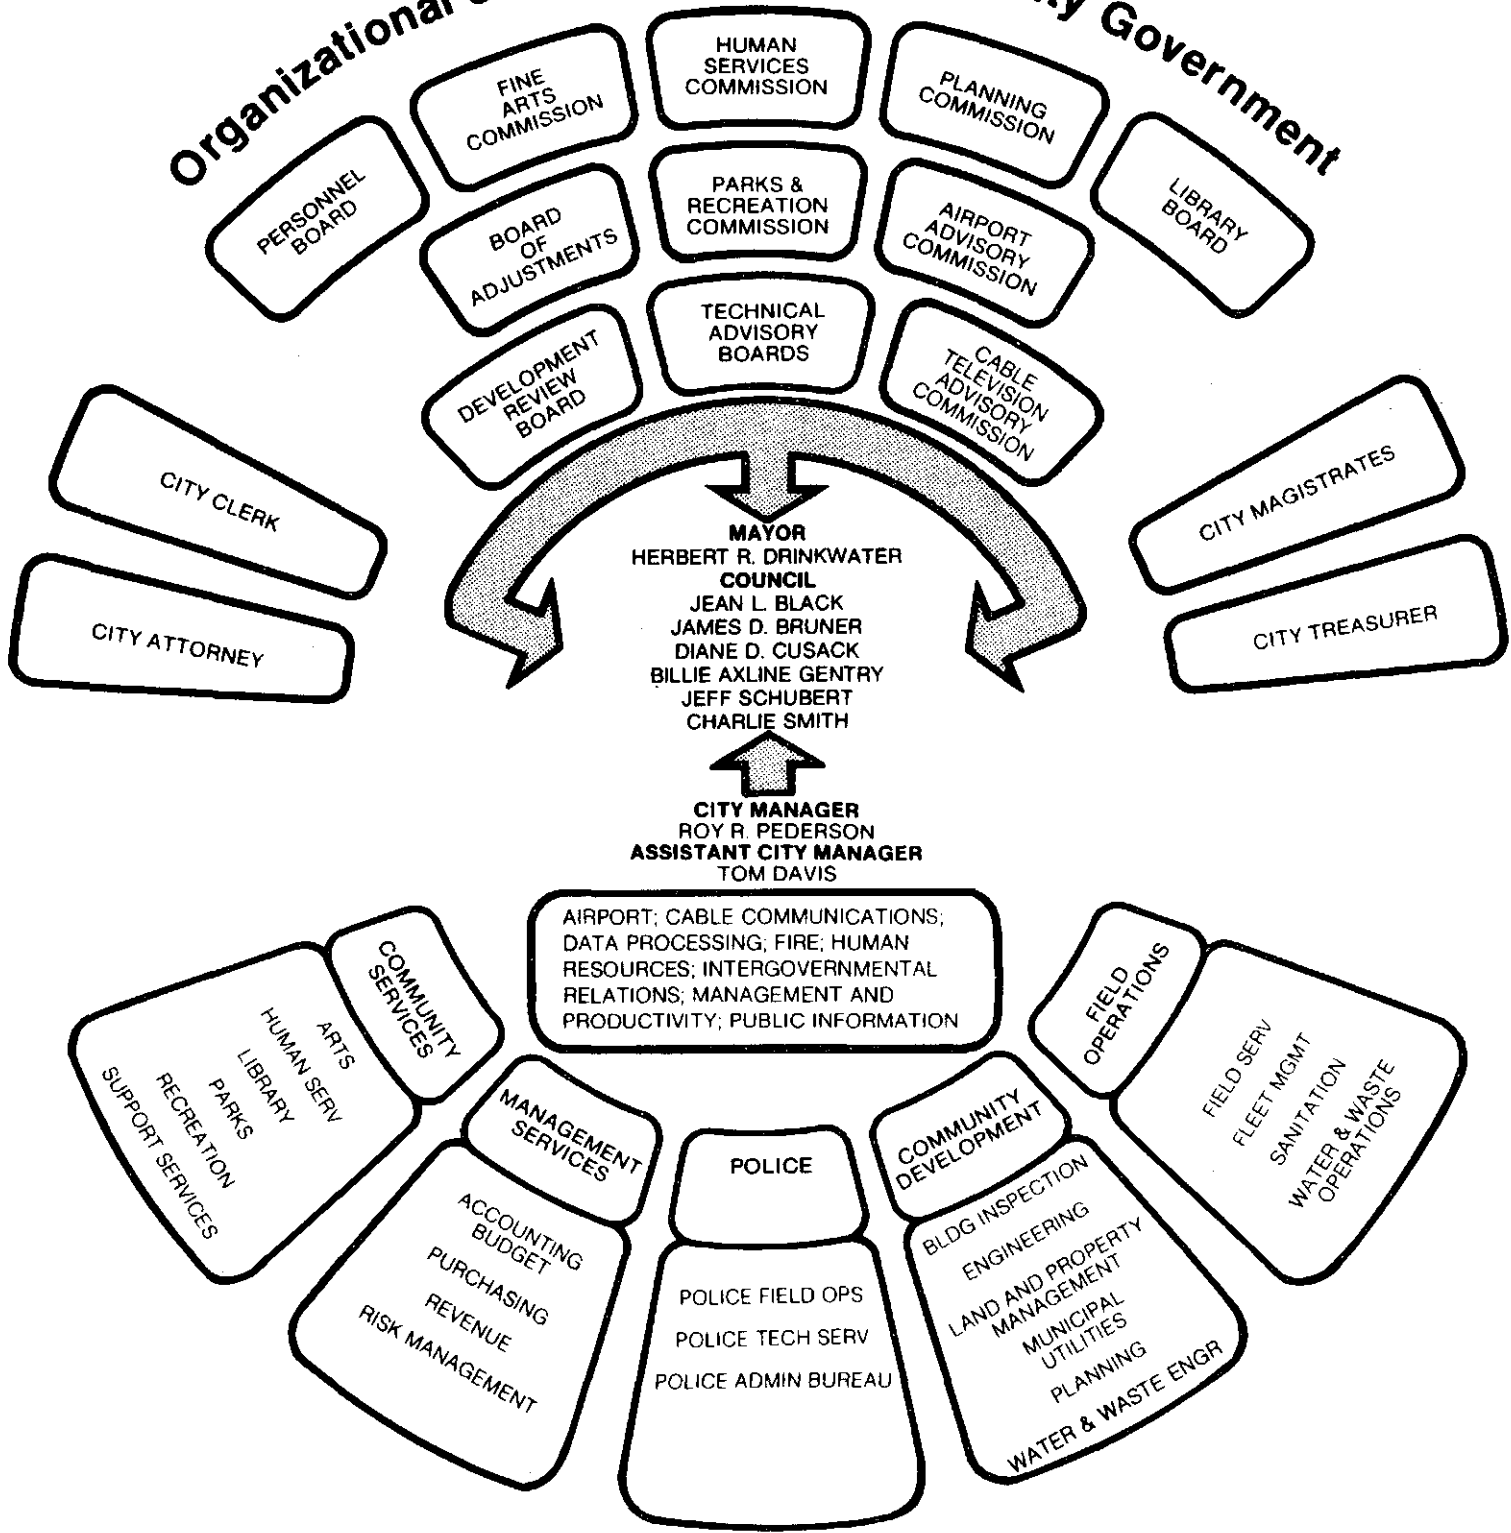 Organizational
Government
HUMAN
SERVICES
COMMISSION
FINE
ARTS
COMMISSION
PLANNING
COMMISSION
PERSONNEL
BOARD
LIBRARY
BOARD
BOARD
OF
ADJUSTMENTS
PARKS &
RECREATION
COMMISSION
AIRPORT
ADVISORY
COMMISSION
DEVELOPMENT
REVIEW
BOARD
TECHNICAL
ADVISORY
BOARDS
CABLE
TELEVISION
ADVISORY
COMMISSION
CITY CLERK
CITY ATTORNEY
CITY MAGISTRATES
CITY TREASURER
MAYOR
HERBERT R. DRINKWATER
COUNCIL
JEAN L. BLACK
JAMES D. BRUNER
DIANE D. CUSACK
BILLIE AXLINE GENTRY
JEFF SCHUBERT
CHARLIE SMITH
CITY MANAGER
ROY R. PEDERSON
ASSISTANT CITY MANAGER
TOM DAVIS
AIRPORT; CABLE COMMUNICATIONS;
DATA PROCESSING; FIRE; HUMAN
RESOURCES; INTERGOVERNMENTAL
RELATIONS; MANAGEMENT AND
PRODUCTIVITY; PUBLIC INFORMATION
COMMUNITY
SERVICES
ARTS
HUMAN SERV
LIBRARY
PARKS
RECREATION
SUPPORT SERVICES
MANAGEMENT
SERVICES
ACCOUNTING
BUDGET
PURCHASING
REVENUE
RISK MANAGEMENT
POLICE
POLICE FIELD OPS
POLICE TECH SERV
POLICE ADMIN BUREAU
COMMUNITY
DEVELOPMENT
BLDG INSPECTION
ENGINEERING
LAND AND PROPERTY
MANAGEMENT
MUNICIPAL
UTILITIES
PLANNING
WATER & WASTE ENGR
FIELD
OPERATIONS
FIELD SERV
FLEET MGMT
SANITATION
WATER & WASTE
OPERATIONS